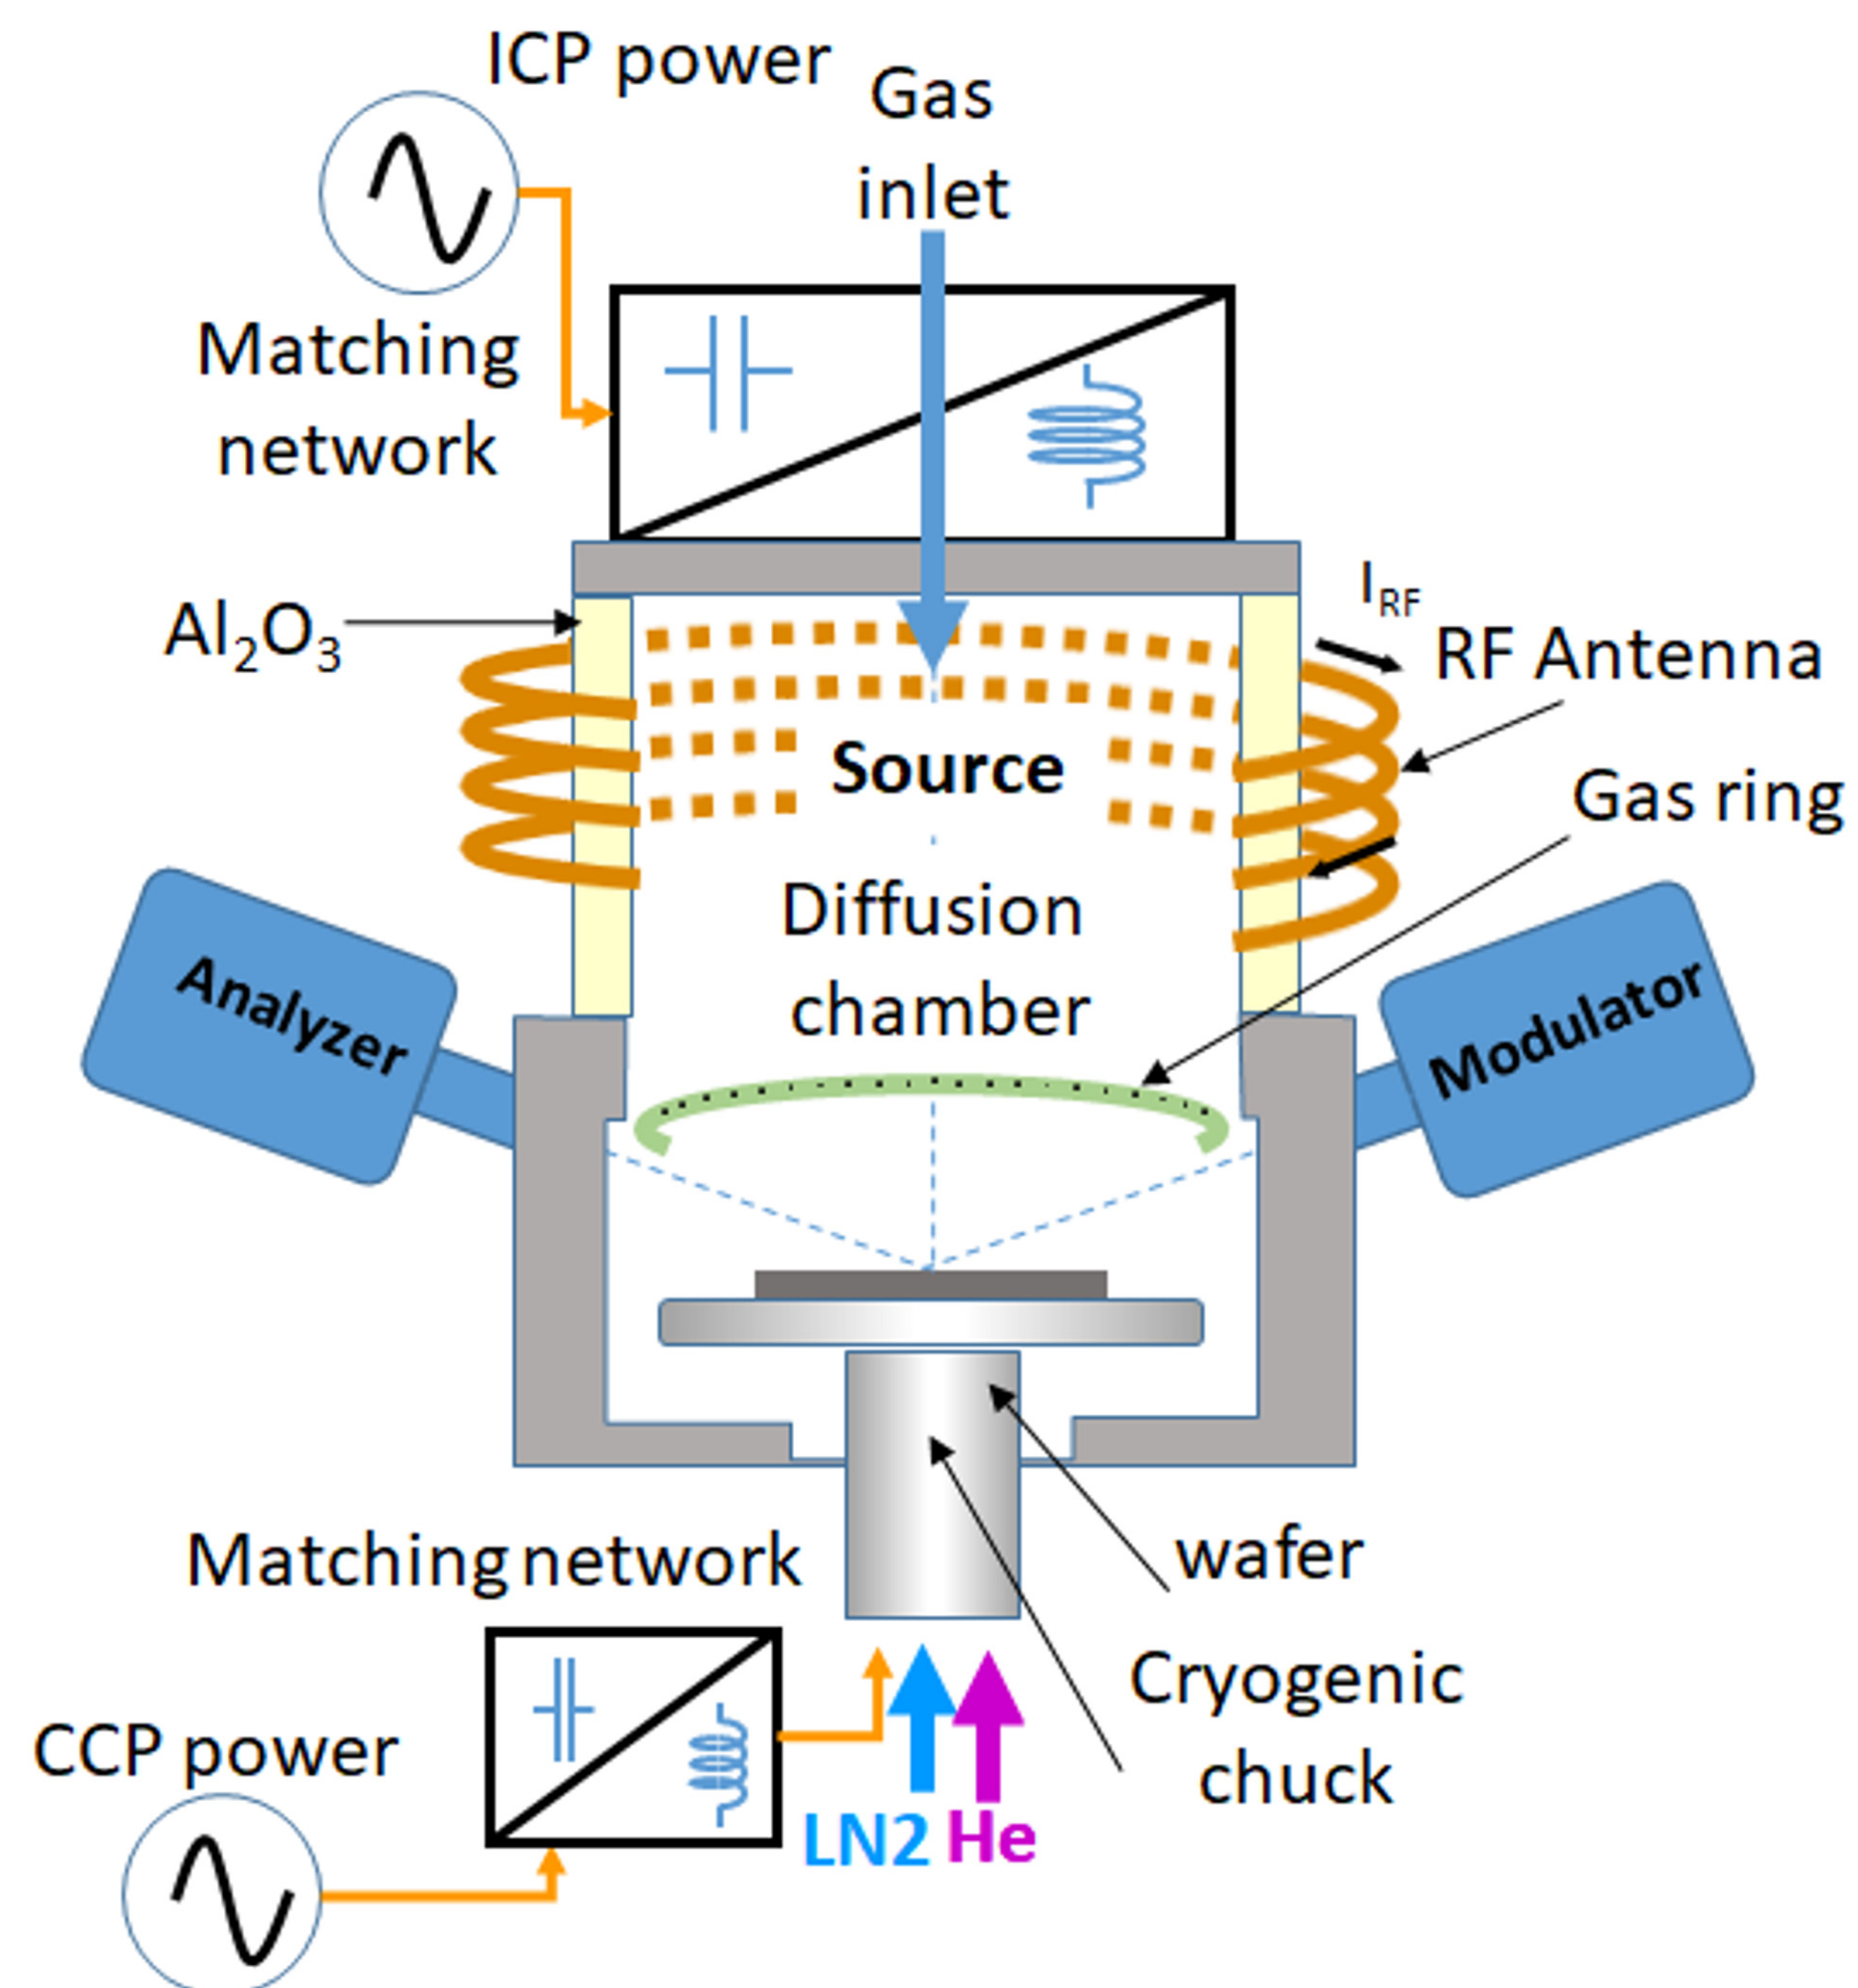 ICP power
Gas
inlet
Matching
network
Al₂O₃
I_RF
RF Antenna
Source
Gas ring
Diffusion
chamber
Analyzer
Modulator
Matching network
wafer
Cryogenic
chuck
CCP power
LN2 He